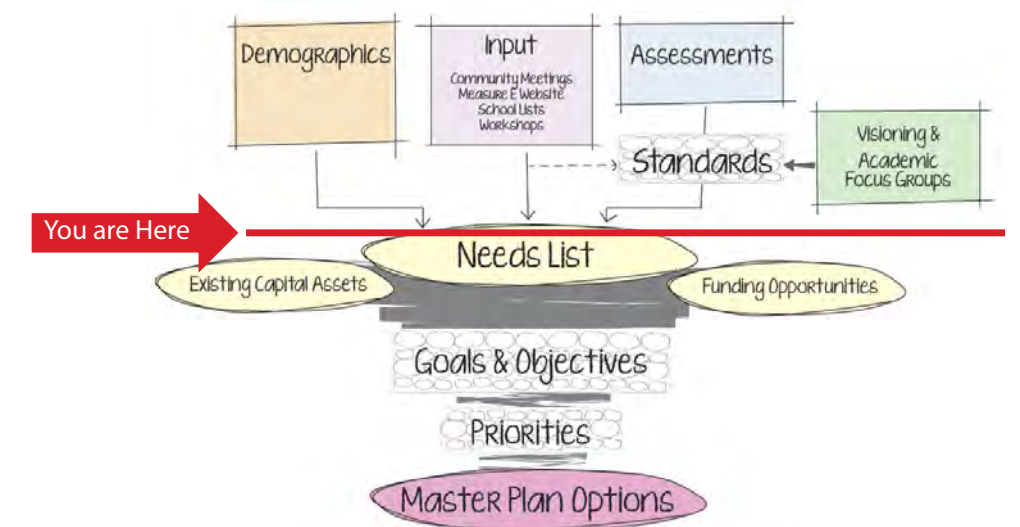 Demographics
Input
Community Meetings
Measure E Website
School Lists
Workshops
Assessments
Visioning &
Academic
Focus Groups
Standards
You are Here
Needs List
Existing Capital Assets
Funding Opportunities
Goals & Objectives
Priorities
Master Plan Options